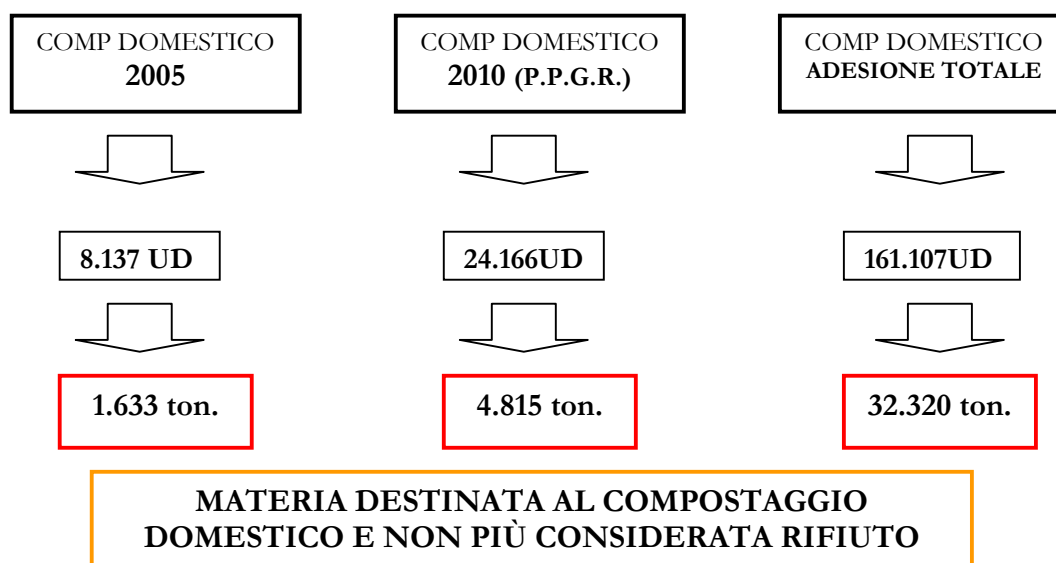 COMP DOMESTICO
2005
COMP DOMESTICO
2010 (P.P.G.R.)
COMP DOMESTICO
ADESIONE TOTALE
8.137 UD
24.166UD
161.107UD
1.633 ton.
4.815 ton.
32.320 ton.
MATERIA DESTINATA AL COMPOSTAGGIO
DOMESTICO E NON PIÙ CONSIDERATA RIFIUTO